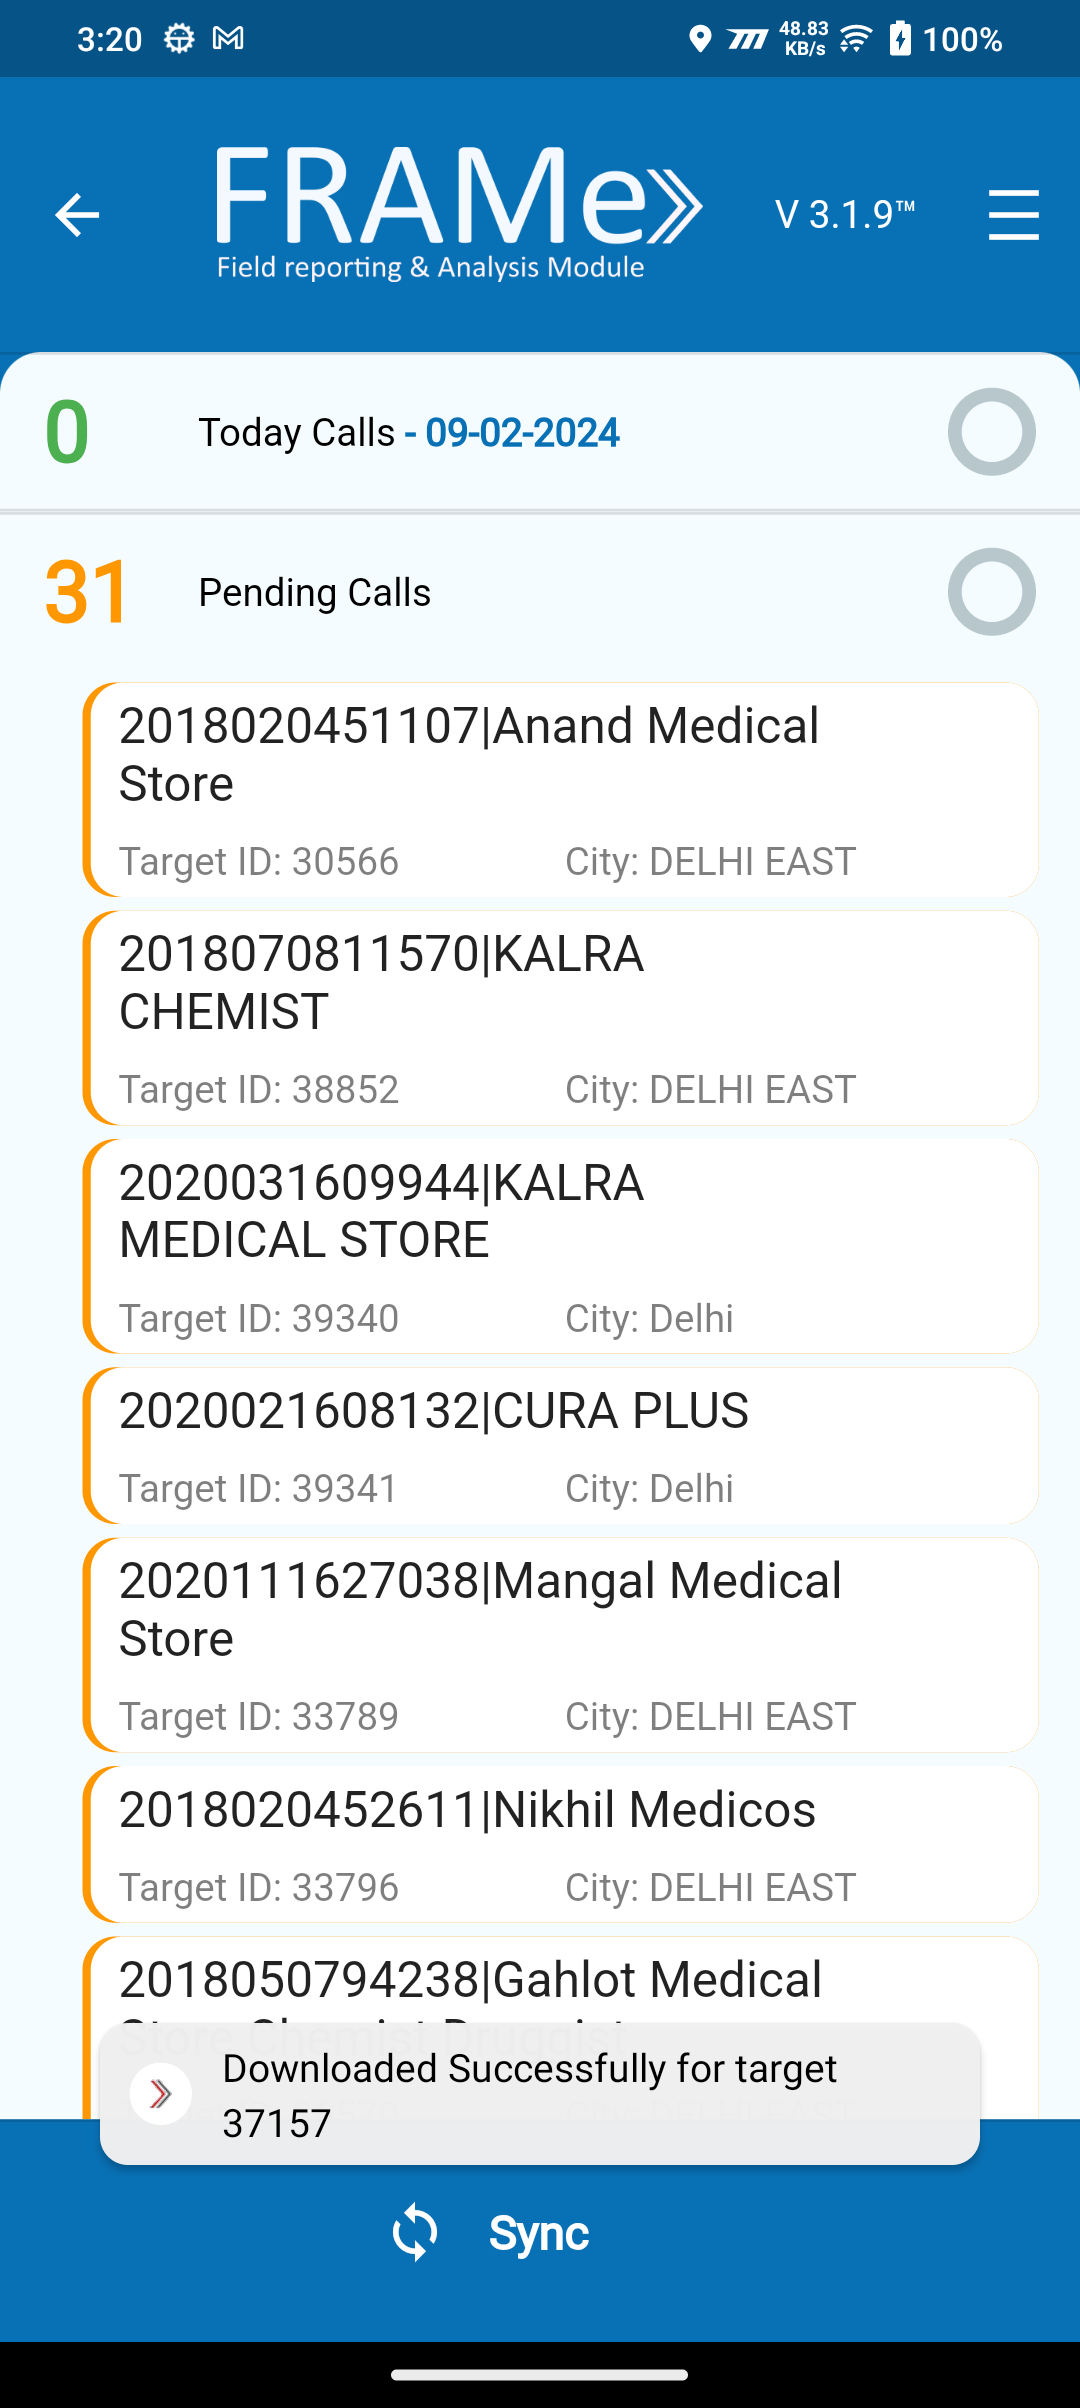 3:20
48.83
KB/s
100%
FRAMe
Field reporting & Analysis Module
V 3.1.9™
0
Today Calls - 09-02-2024
31
Pending Calls
2018020451107|Anand Medical
Store
Target ID: 30566 City: DELHI EAST
2018070811570|KALRA
CHEMIST
Target ID: 38852 City: DELHI EAST
2020031609944|KALRA
MEDICAL STORE
Target ID: 39340 City: Delhi
2020021608132|CURA PLUS
Target ID: 39341 City: Delhi
2020111627038|Mangal Medical
Store
Target ID: 33789 City: DELHI EAST
2018020452611|Nikhil Medicos
Target ID: 33796 City: DELHI EAST
2018050794238|Gahlot Medical
Store Chemist Druggist
Downloaded Successfully for target
37157
Sync